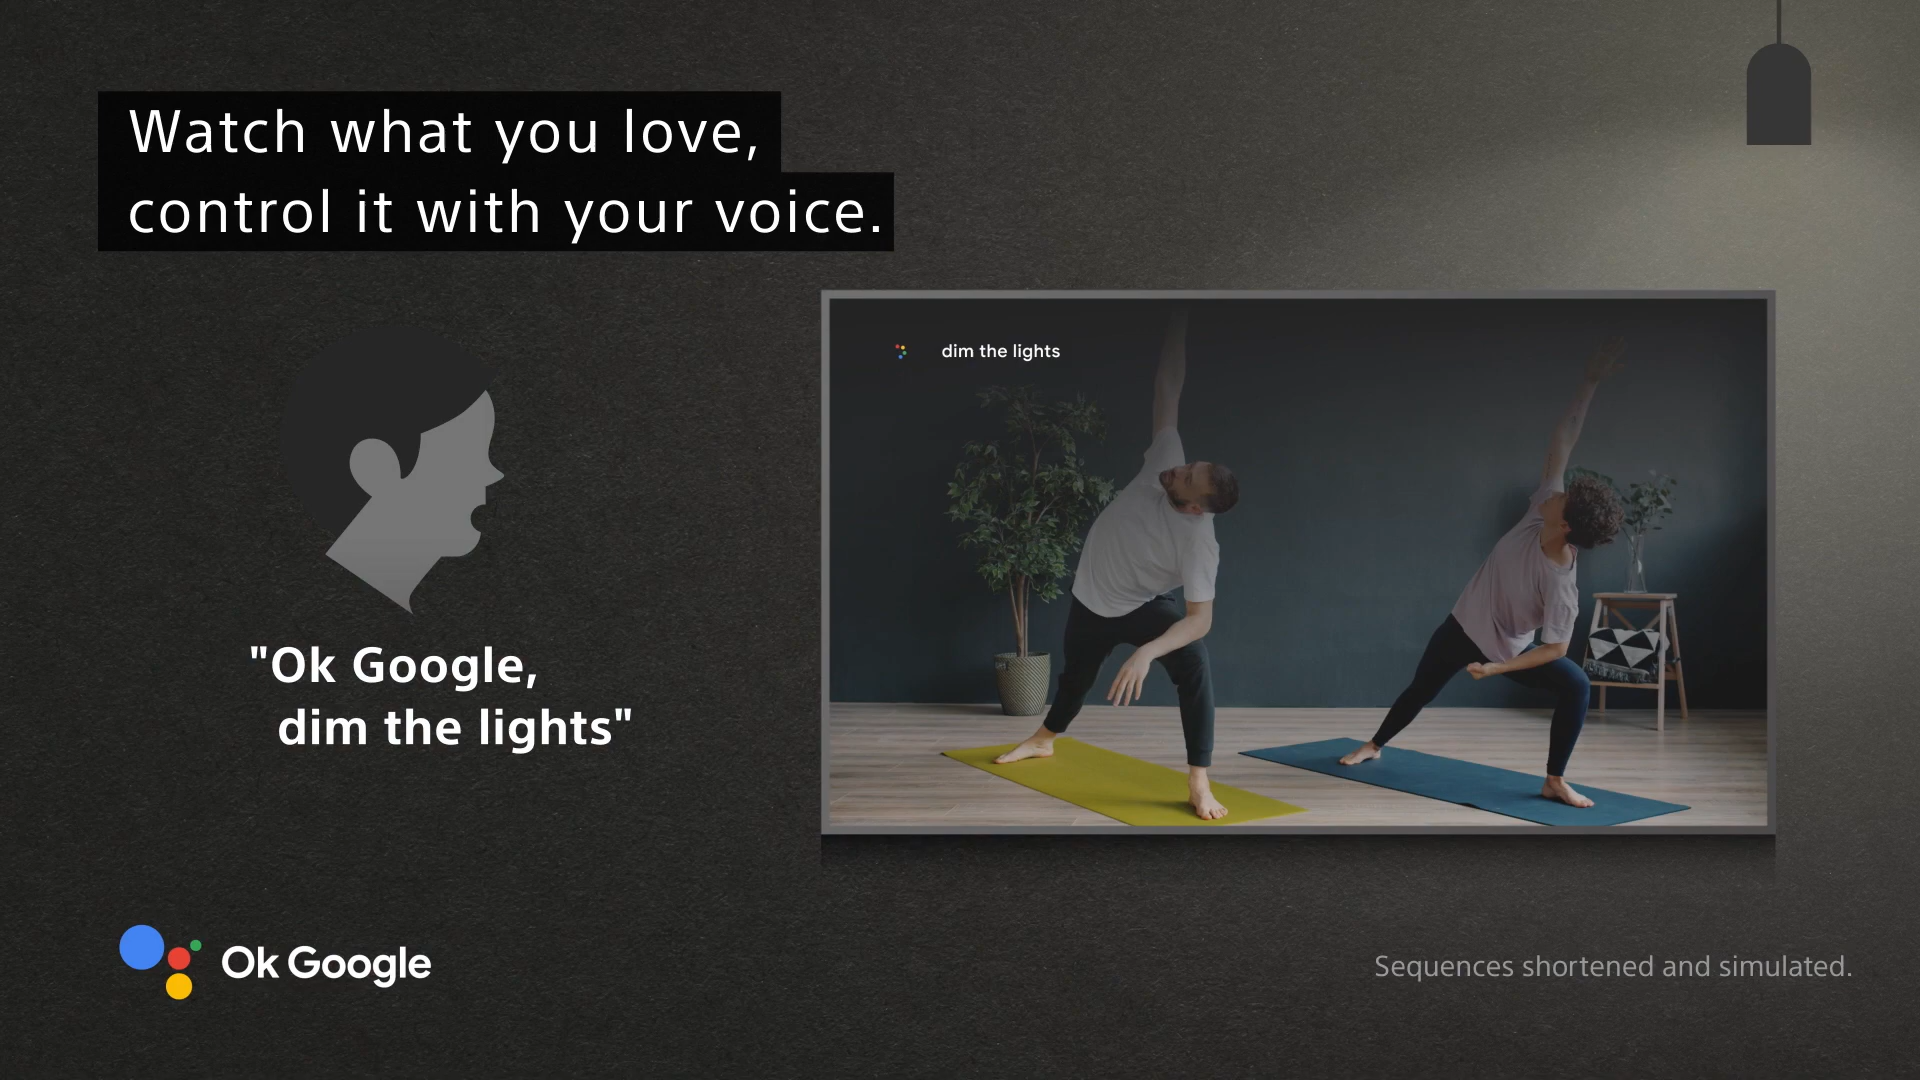 Watch what you love,
control it with your voice.
dim the lights
"Ok Google,
dim the lights"
Ok Google
Sequences shortened and simulated.